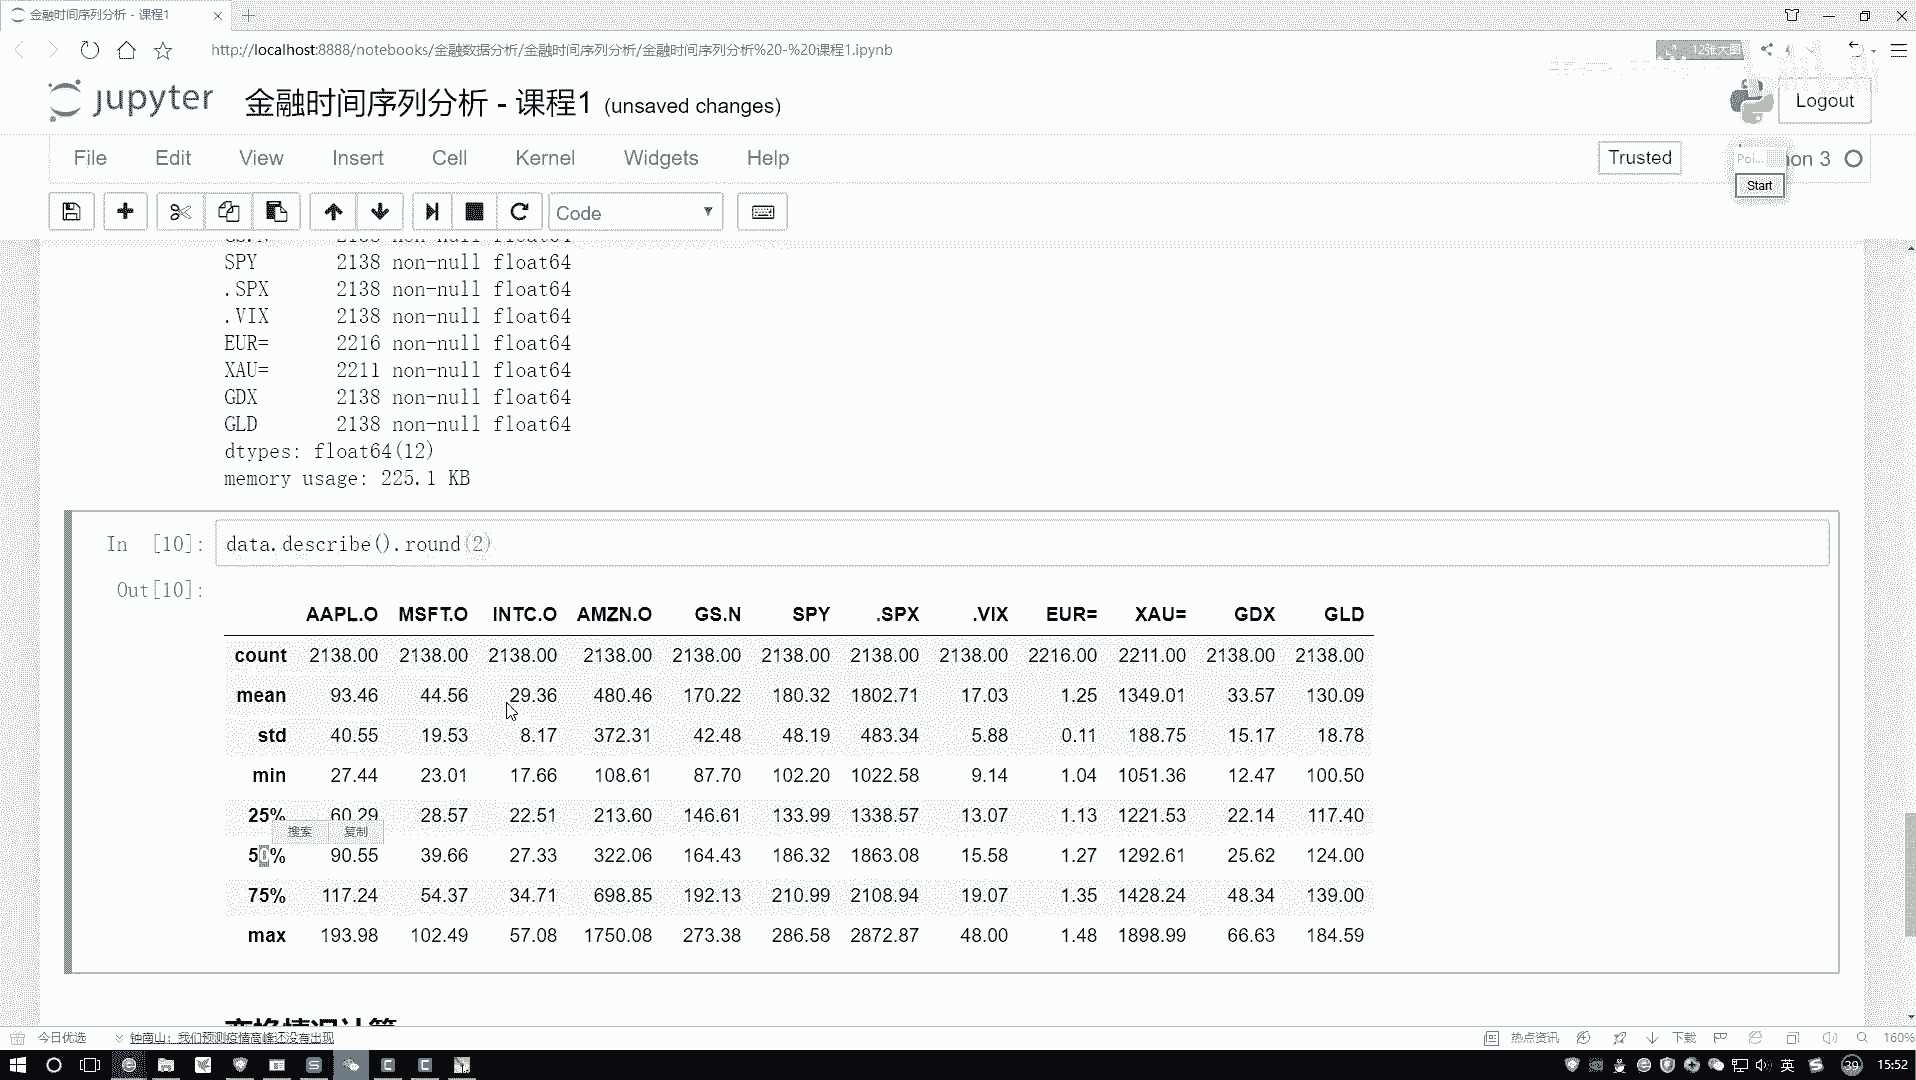 金融时间序列分析 - 课程1
http://localhost:8888/notebooks/金融数据分析/金融时间序列分析/金融时间序列分析%20-%20课程1.ipynb
12张大图
jupyter 金融时间序列分析 - 课程1 (unsaved changes)
Logout
File Edit View Insert Cell Kernel Widgets Help
Trusted
Poi...
on 3
Start
Code
SPY 2138 non-null float64
.SPX 2138 non-null float64
.VIX 2138 non-null float64
EUR= 2216 non-null float64
XAU= 2211 non-null float64
GDX 2138 non-null float64
GLD 2138 non-null float64
dtypes: float64(12)
memory usage: 225.1 KB
In [10]: data.describe().round(2)
Out[10]:
AAPL.O MSFT.O INTC.O AMZN.O GS.N SPY .SPX .VIX EUR= XAU= GDX GLD
count 2138.00 2138.00 2138.00 2138.00 2138.00 2138.00 2138.00 2138.00 2216.00 2211.00 2138.00 2138.00
mean 93.46 44.56 29.36 480.46 170.22 180.32 1802.71 17.03 1.25 1349.01 33.57 130.09
std 40.55 19.53 8.17 372.31 42.48 48.19 483.34 5.88 0.11 188.75 15.17 18.78
min 27.44 23.01 17.66 108.61 87.70 102.20 1022.58 9.14 1.04 1051.36 12.47 100.50
25% 60.29 28.57 22.51 213.60 146.61 133.99 1338.57 13.07 1.13 1221.53 22.14 117.40
搜索 复制
50% 90.55 39.66 27.33 322.06 164.43 186.32 1863.08 15.58 1.27 1292.61 25.62 124.00
75% 117.24 54.37 34.71 698.85 192.13 210.99 2108.94 19.07 1.35 1428.24 48.34 139.00
max 193.98 102.49 57.08 1750.08 273.38 286.58 2872.87 48.00 1.48 1898.99 66.63 184.59
今日优选
钟南山：我们预测疫情高峰还没有出现
热点资讯
下载
160%
英
39
15:52